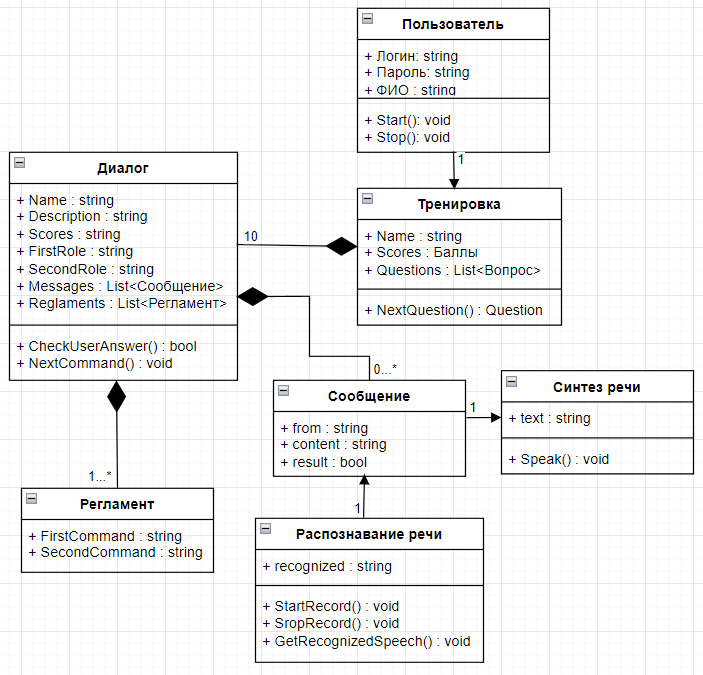 Пользователь
+ Логин: string
+ Пароль: string
+ ФИО : string
+ Start(): void
+ Stop(): void
1
Диалог
+ Name : string
+ Description : string
+ Scores : string
+ FirstRole : string
+ SecondRole : string
+ Messages : List<Сообщение>
+ Reglaments : List<Регламент>
+ CheckUserAnswer() : bool
+ NextCommand() : void
10
Тренировка
+ Name : string
+ Scores : Баллы
+ Questions : List<Вопрос>
+ NextQuestion() : Question
0...*
Сообщение
+ from : string
+ content : string
+ result : bool
1
Синтез речи
+ text : string
+ Speak() : void
1...*
Регламент
+ FirstCommand : string
+ SecondCommand : string
1
Распознавание речи
+ recognized : string
+ StartRecord() : void
+ SropRecord() : void
+ GetRecognizedSpeech() : void